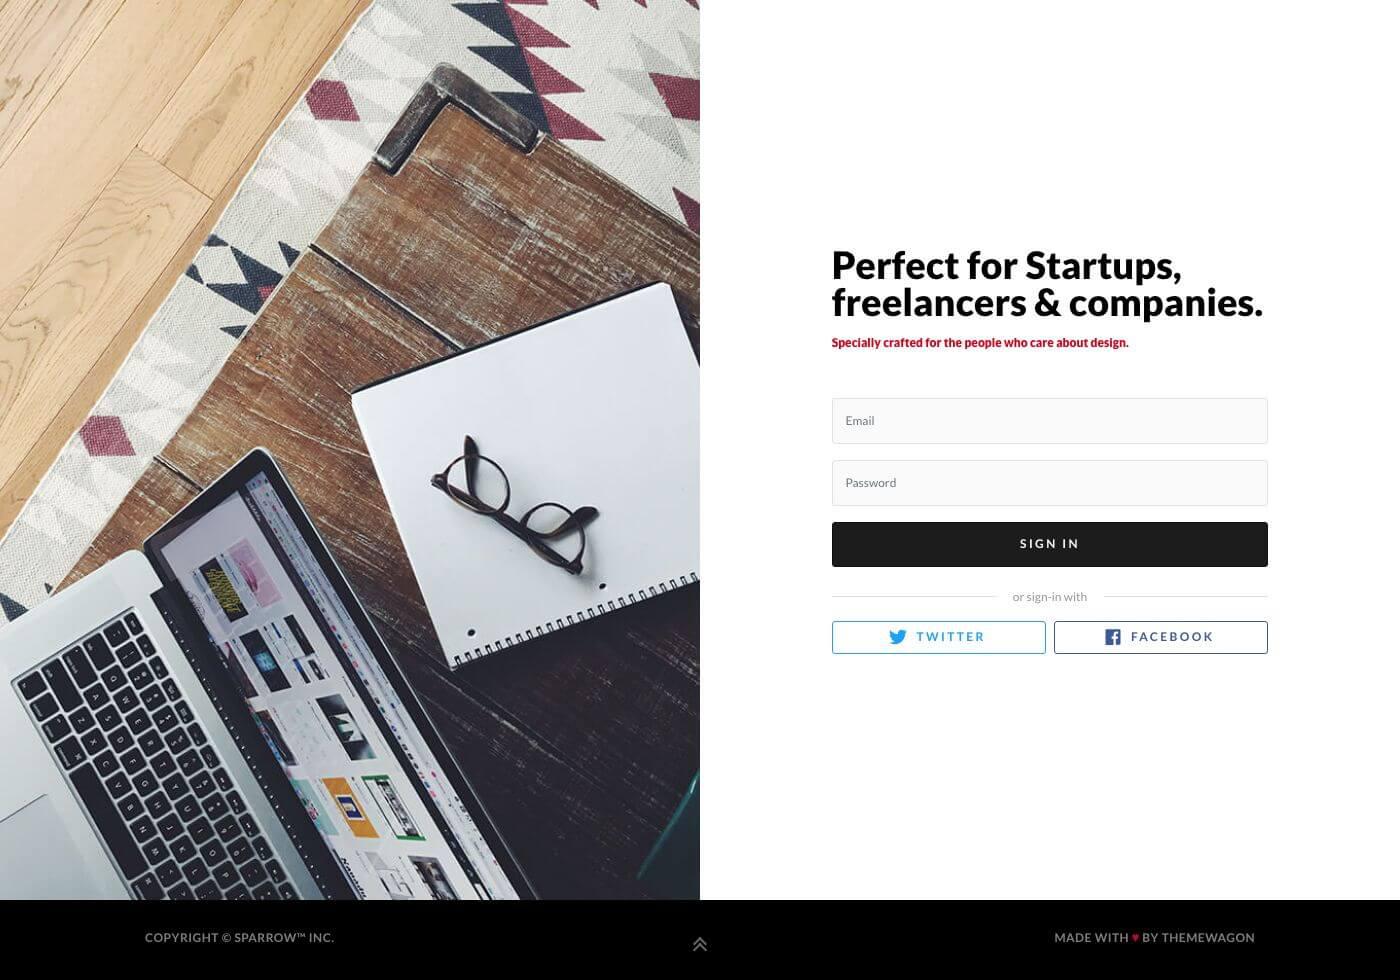 Perfect for Startups,
freelancers & companies.
Specially crafted for the people who care about design.
Email
Password
SIGN IN
or sign-in with
TWITTER
FACEBOOK
COPYRIGHT © SPARROW™ INC.
MADE WITH ♥ BY THEMEWAGON